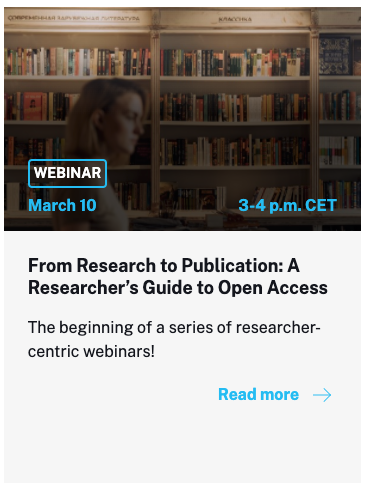 СОВРЕМЕННАЯ ЗАРУБЕЖНАЯ ЛИТЕРАТУРА
КЛАССИКА
WEBINAR
March 10
3-4 p.m. CET
From Research to Publication: A
Researcher’s Guide to Open Access
The beginning of a series of researcher-
centric webinars!
Read more